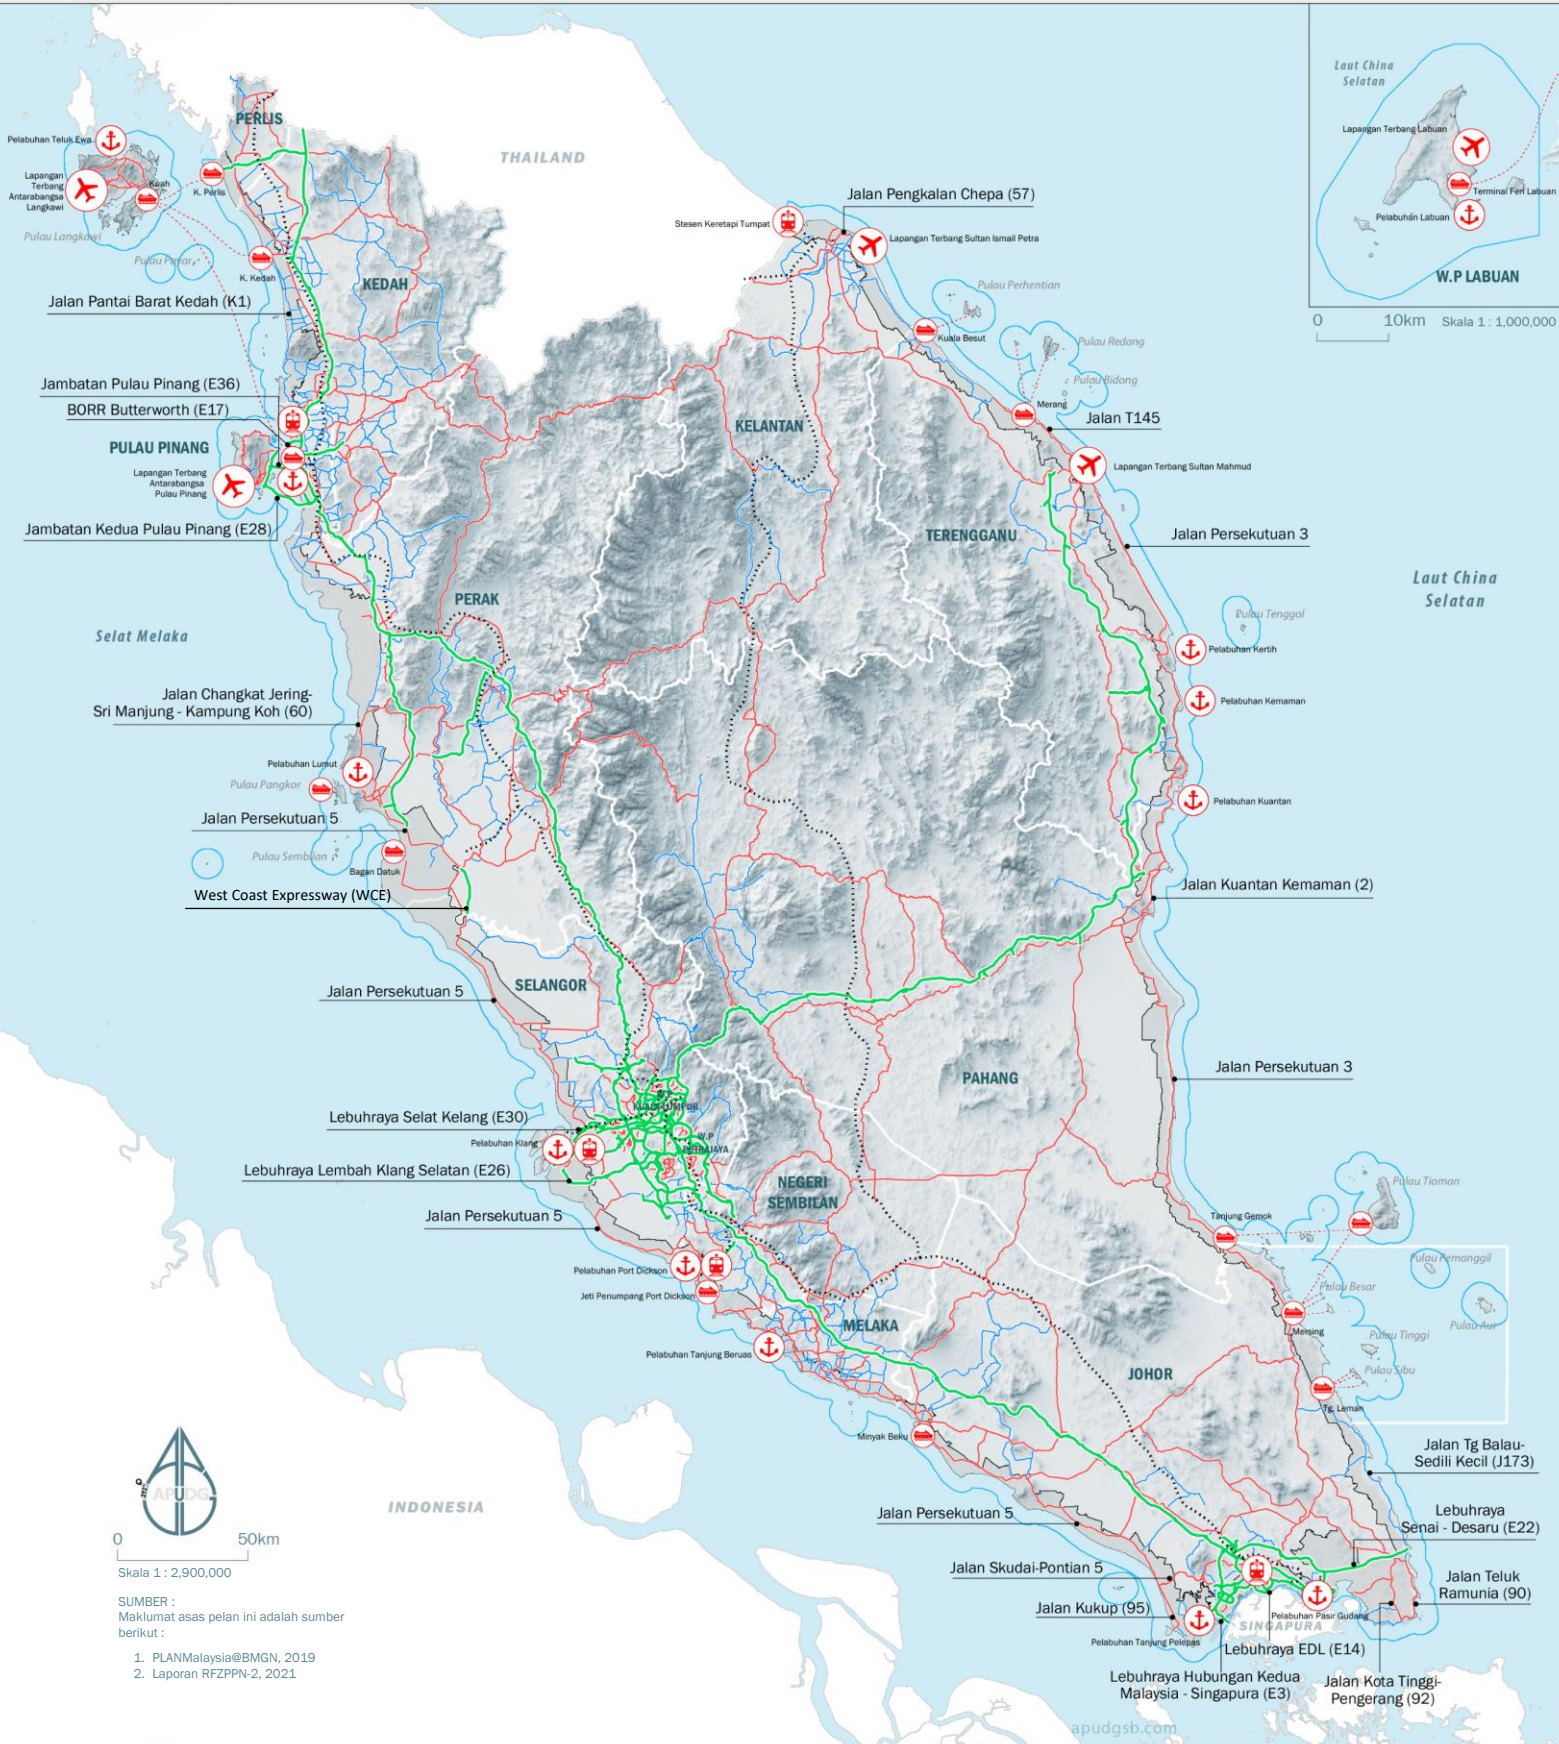 Laut China
Selatan
Lapangan Terbang Labuan
Terminal Feri Labuan
Pelabuhan Labuan
W.P LABUAN
0 10km Skala 1 : 1,000,000
PERLIS
THAILAND
Pelabuhan Teluk Ewa
Lapangan
Terbang
Antarabangsa
Langkawi
Kuah
K. Perlis
Pulau Langkawi
Pulau Payar
K. Kedah
KEDAH
Jalan Pantai Barat Kedah (K1)
Stesen Keretapi Tumpat
Jalan Pengkalan Chepa (57)
Lapangan Terbang Sultan Ismail Petra
Pulau Perhentian
Kuala Besut
Pulau Redang
Pulau Bidong
Merang
Jalan T145
Jambatan Pulau Pinang (E36)
BORR Butterworth (E17)
PULAU PINANG
Lapangan Terbang
Antarabangsa
Pulau Pinang
Jambatan Kedua Pulau Pinang (E28)
KELANTAN
Lapangan Terbang Sultan Mahmud
TERENGGANU
Jalan Persekutuan 3
Laut China
Selatan
PERAK
Selat Melaka
Pulau Tenggol
Pelabuhan Kertih
Jalan Changkat Jering-
Sri Manjung - Kampung Koh (60)
Pelabuhan Kemaman
Pelabuhan Lumut
Pulau Pangkor
Pelabuhan Kuantan
Jalan Persekutuan 5
Pulau Sembilan
Bagan Datuk
West Coast Expressway (WCE)
Jalan Kuantan Kemaman (2)
SELANGOR
Jalan Persekutuan 5
PAHANG
Jalan Persekutuan 3
KUALA LUMPUR
Lebuhraya Selat Kelang (E30)
Pelabuhan Klang
W.P
PUTRAJAYA
Lebuhraya Lembah Klang Selatan (E26)
NEGERI
SEMBILAN
Jalan Persekutuan 5
Pulau Tioman
Tanjung Gemok
Pelabuhan Port Dickson
Jeti Penumpang Port Dickson
Pulau Pemanggil
Pulau Besar
Pulau Aur
Mersing
Pulau Tinggi
MELAKA
Pelabuhan Tanjung Beruas
Pulau Sibu
JOHOR
Tg. Leman
Minyak Beku
Jalan Tg Balau-
Sedili Kecil (J173)
INDONESIA
Jalan Persekutuan 5
Lebuhraya
Senai - Desaru (E22)
Jalan Skudai-Pontian 5
Jalan Teluk
Ramunia (90)
Jalan Kukup (95)
Pelabuhan Pasir Gudang
SINGAPURA
Pelabuhan Tanjung Pelepas
Lebuhraya EDL (E14)
Lebuhraya Hubungan Kedua
Malaysia - Singapura (E3)
Jalan Kota Tinggi-
Pengerang (92)
APUDG
0 50km
Skala 1 : 2,900,000
SUMBER :
Maklumat asas pelan ini adalah sumber
berikut :
1. PLANMalaysia@BMGN, 2019
2. Laporan RFZPPN-2, 2021
apudgsb.com